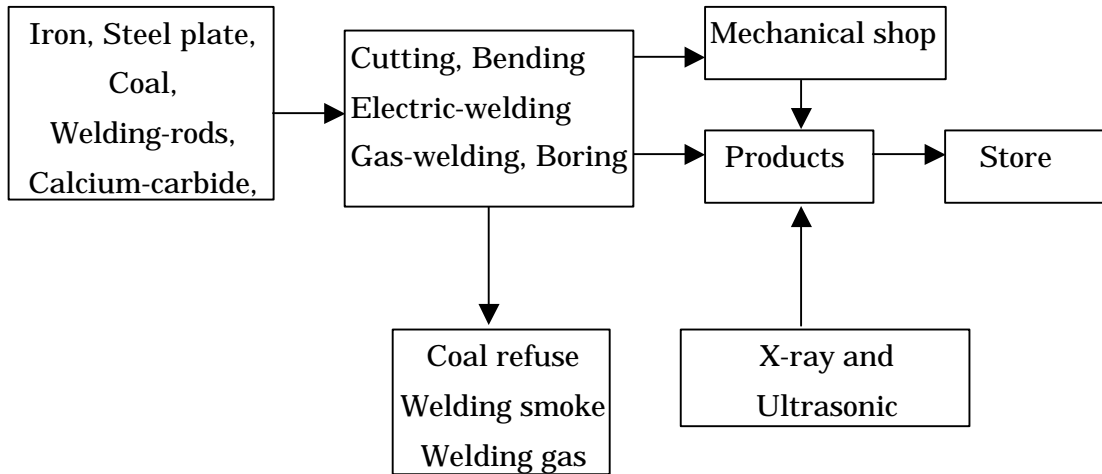 Iron, Steel plate,
Coal,
Welding-rods,
Calcium-carbide,
Cutting, Bending
Electric-welding
Gas-welding, Boring
Mechanical shop
Products
Store
Coal refuse
Welding smoke
Welding gas
X-ray and
Ultrasonic